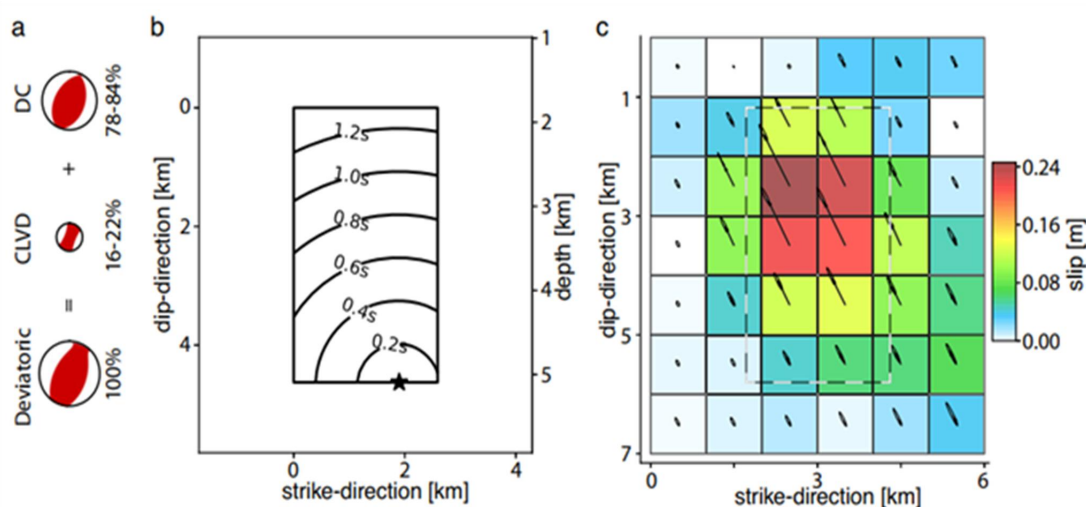 a
DC
78-84%
+
CLVD
16-22%
=
Deviatoric
100%
b
dip-direction [km]
0
2
4
1.2s
1.0s
0.8s
0.6s
0.4s
0.2s
1
2
3
4
5
depth [km]
0
2
4
strike-direction [km]
c
dip-direction [km]
1
3
5
7
0
3
6
strike-direction [km]
0.24
0.16
0.08
0.00
slip [m]